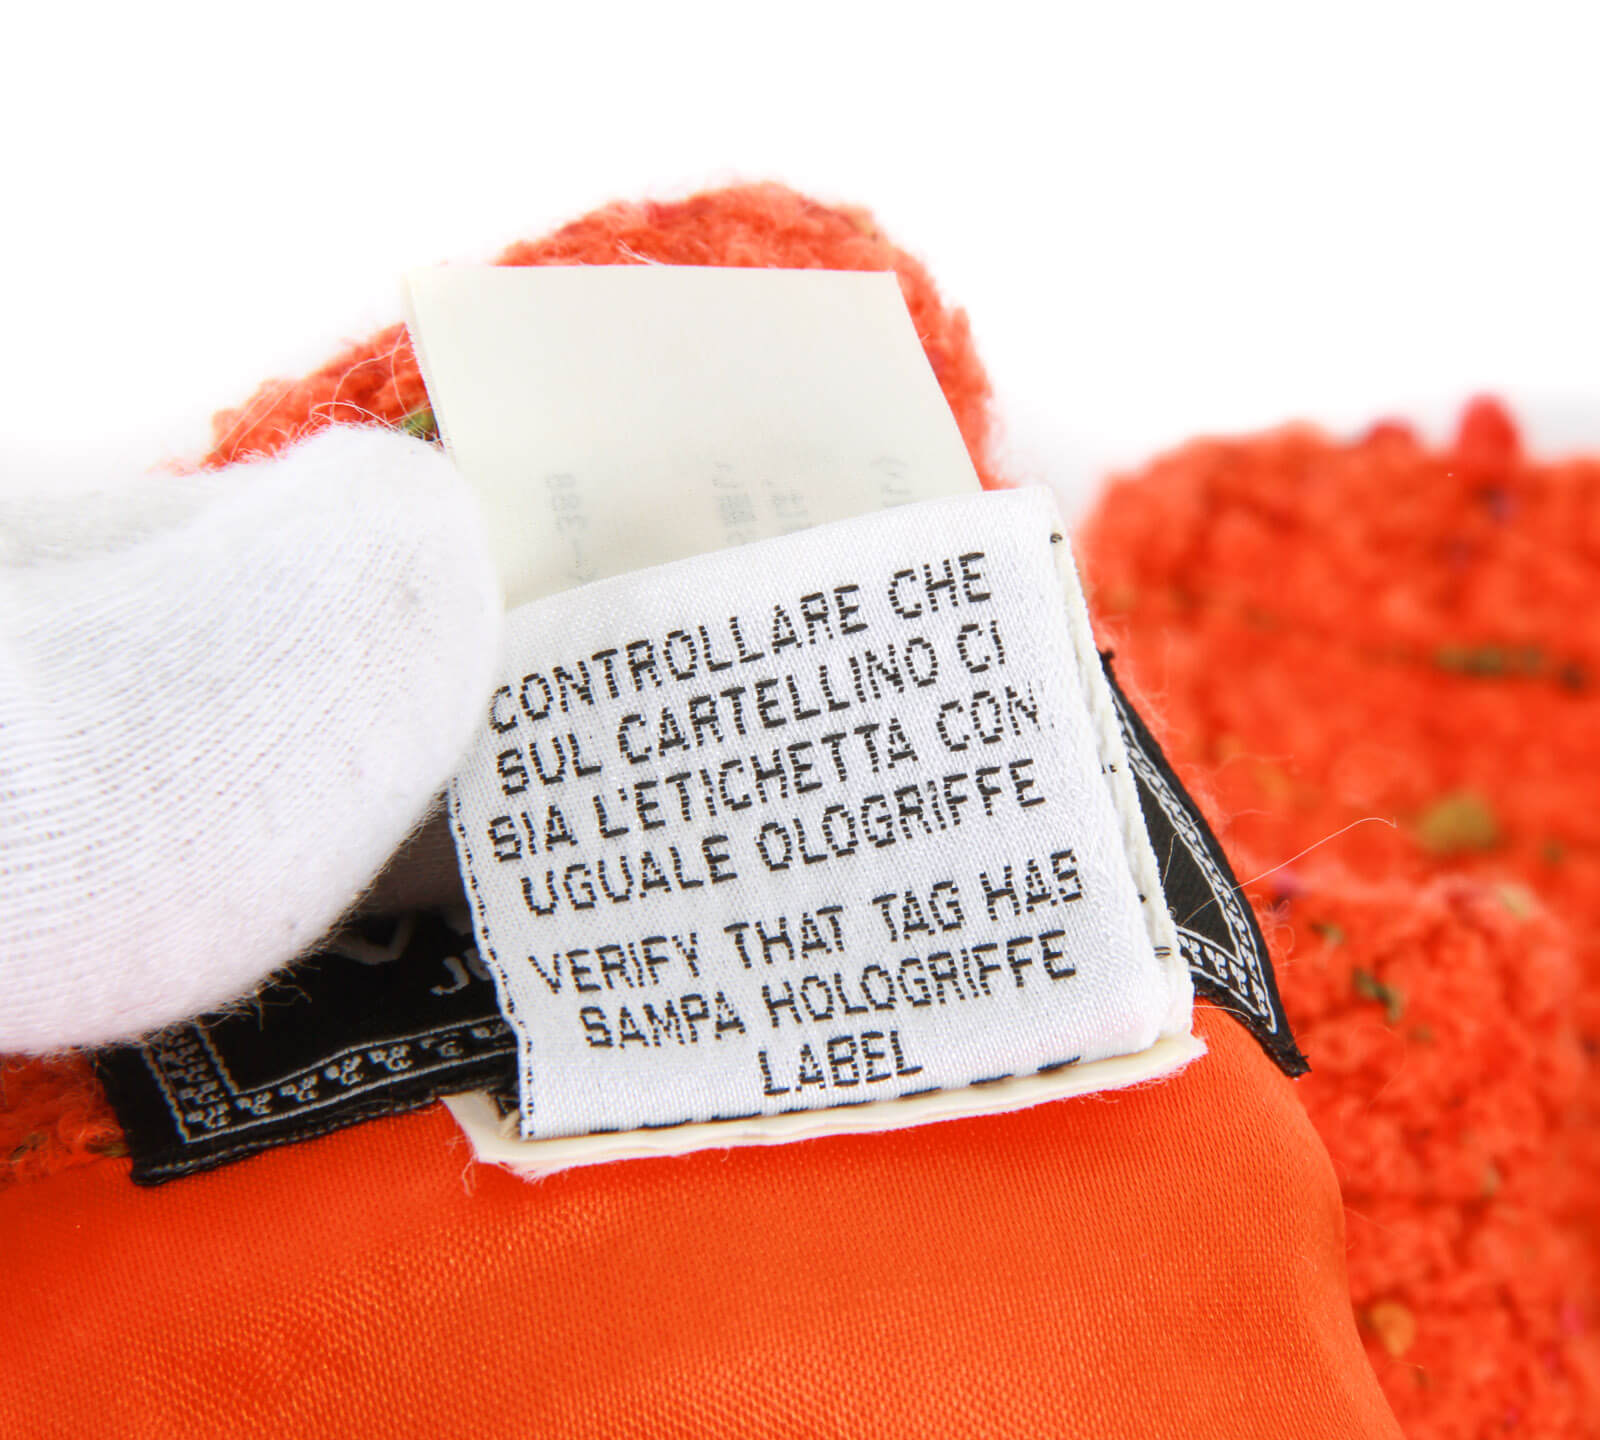 CONTROLLARE CHE
SUL CARTELLINO CI
SIA L'ETICHETTA CON
UGUALE OLOGRIFFE
VERIFY THAT TAG HAS
SAMPA HOLOGRIFFE
LABEL